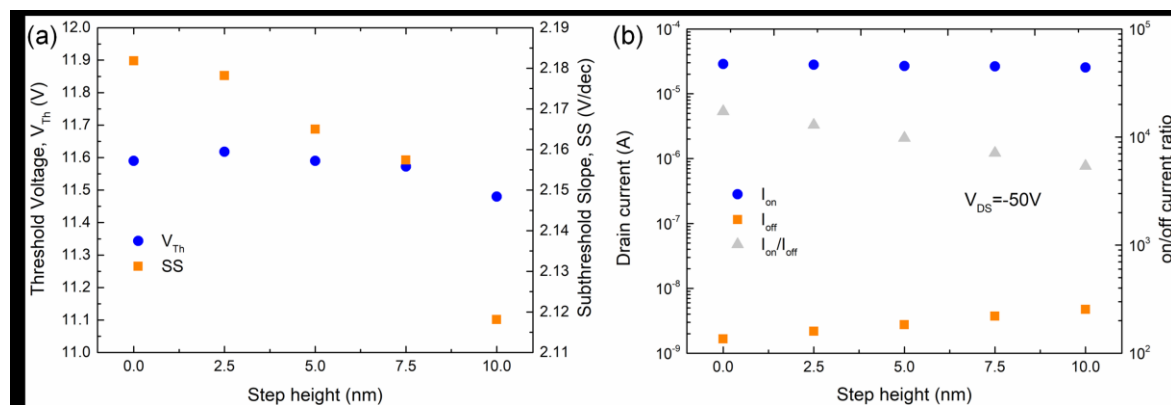 (a)
12.0
11.9
11.8
11.7
11.6
11.5
11.4
11.3
11.2
11.1
11.0
Threshold Voltage, V_Th (V)
V_Th
SS
0.0 2.5 5.0 7.5 10.0
Step height (nm)
2.19
2.18
2.17
2.16
2.15
2.14
2.13
2.12
2.11
Subthreshold Slope, SS (V/dec)
(b)
10^-4
10^-5
10^-6
10^-7
10^-8
10^-9
Drain current (A)
I_on
I_off
I_on/I_off
V_DS=-50V
0.0 2.5 5.0 7.5 10.0
Step height (nm)
10^5
10^4
10^3
10^2
on/off current ratio